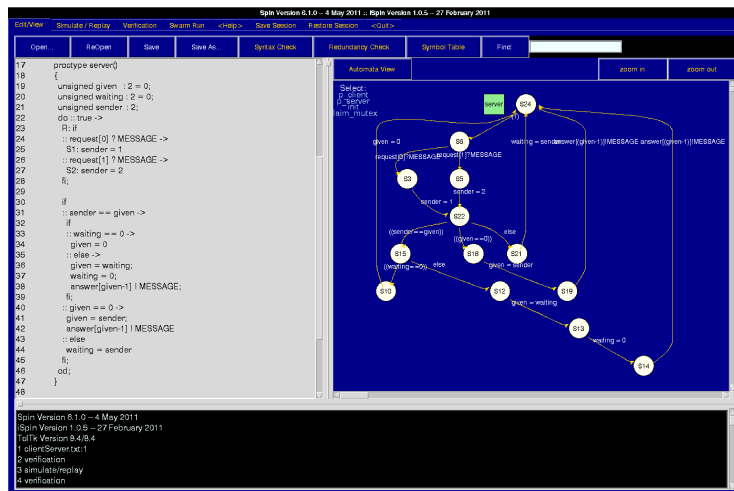 Spin Version 6.1.0 -- 4 May 2011 :: iSpin Version 1.0.5 -- 27 February 2011
Edit/View Simulate / Replay Verification Swarm Run <Help> Save Session Restore Session <Quit>
Open... ReOpen Save Save As... Syntax Check Redundancy Check Symbol Table Find:
17 proctype server()
18 {
19 unsigned given : 2 = 0;
20 unsigned waiting : 2 = 0;
21 unsigned sender : 2;
22 do :: true ->
23 R: if
24 :: request[0] ? MESSAGE ->
25 S1: sender = 1
26 :: request[1] ? MESSAGE ->
27 S2: sender = 2
28 fi;
29
30 if
31 :: sender == given ->
32 if
33 :: waiting == 0 ->
34 given = 0
35 :: else ->
36 given = waiting;
37 waiting = 0;
38 answer[given-1] ! MESSAGE;
39 fi;
40 :: given == 0 ->
41 given = sender;
42 answer[given-1] ! MESSAGE
43 :: else
44 waiting = sender
45 fi;
46 od;
47 }
48
Automata View zoom in zoom out
Select:
p_client
p_server
init
laim_mutex
server
S24
(1)
given = 0
S6
waiting = sender
answer[(given-1)]!MESSAGE
answer[(given-1)]!MESSAGE
request[0]?MESSAGE
request[1]?MESSAGE
S3
S5
sender = 2
sender = 1
S22
((sender==given))
((given==0))
else
S15
S18
S21
((waiting==0))
else
given = sender
S10
S12
S19
given = waiting
S13
waiting = 0
S14
Spin Version 6.1.0 -- 4 May 2011
iSpin Version 1.0.5 -- 27 February 2011
TclTk Version 8.4/8.4
1 clientServer.txt:1
2 verification
3 simulate/replay
4 verification